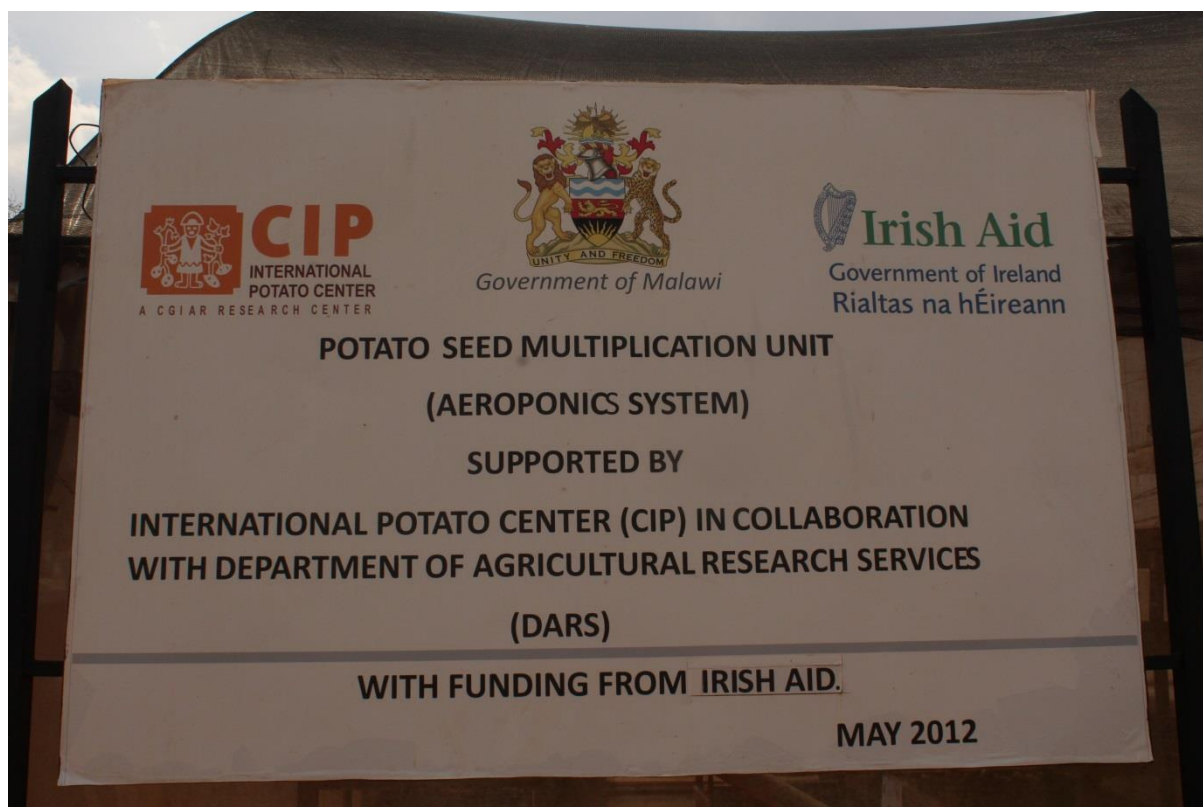 CIP
INTERNATIONAL
POTATO CENTER
A CGIAR RESEARCH CENTER
UNITY AND FREEDOM
Government of Malawi
Irish Aid
Government of Ireland
Rialtas na hÉireann
POTATO SEED MULTIPLICATION UNIT
(AEROPONICS SYSTEM)
SUPPORTED BY
INTERNATIONAL POTATO CENTER (CIP) IN COLLABORATION
WITH DEPARTMENT OF AGRICULTURAL RESEARCH SERVICES
(DARS)
WITH FUNDING FROM IRISH AID.
MAY 2012